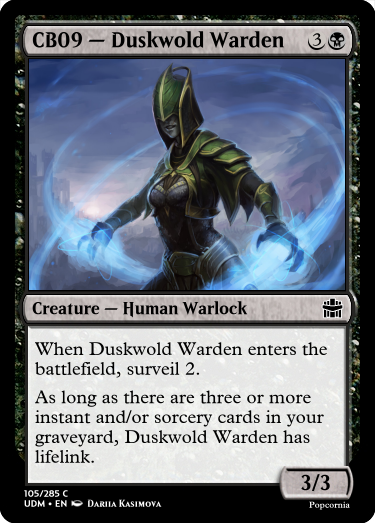 CB09 — Duskwold Warden 3
Creature — Human Warlock
When Duskwold Warden enters the
battlefield, surveil 2.
As long as there are three or more
instant and/or sorcery cards in your
graveyard, Duskwold Warden has
lifelink.
3/3
105/285 C
UDM • EN Dariia Kasimova
Popcornia